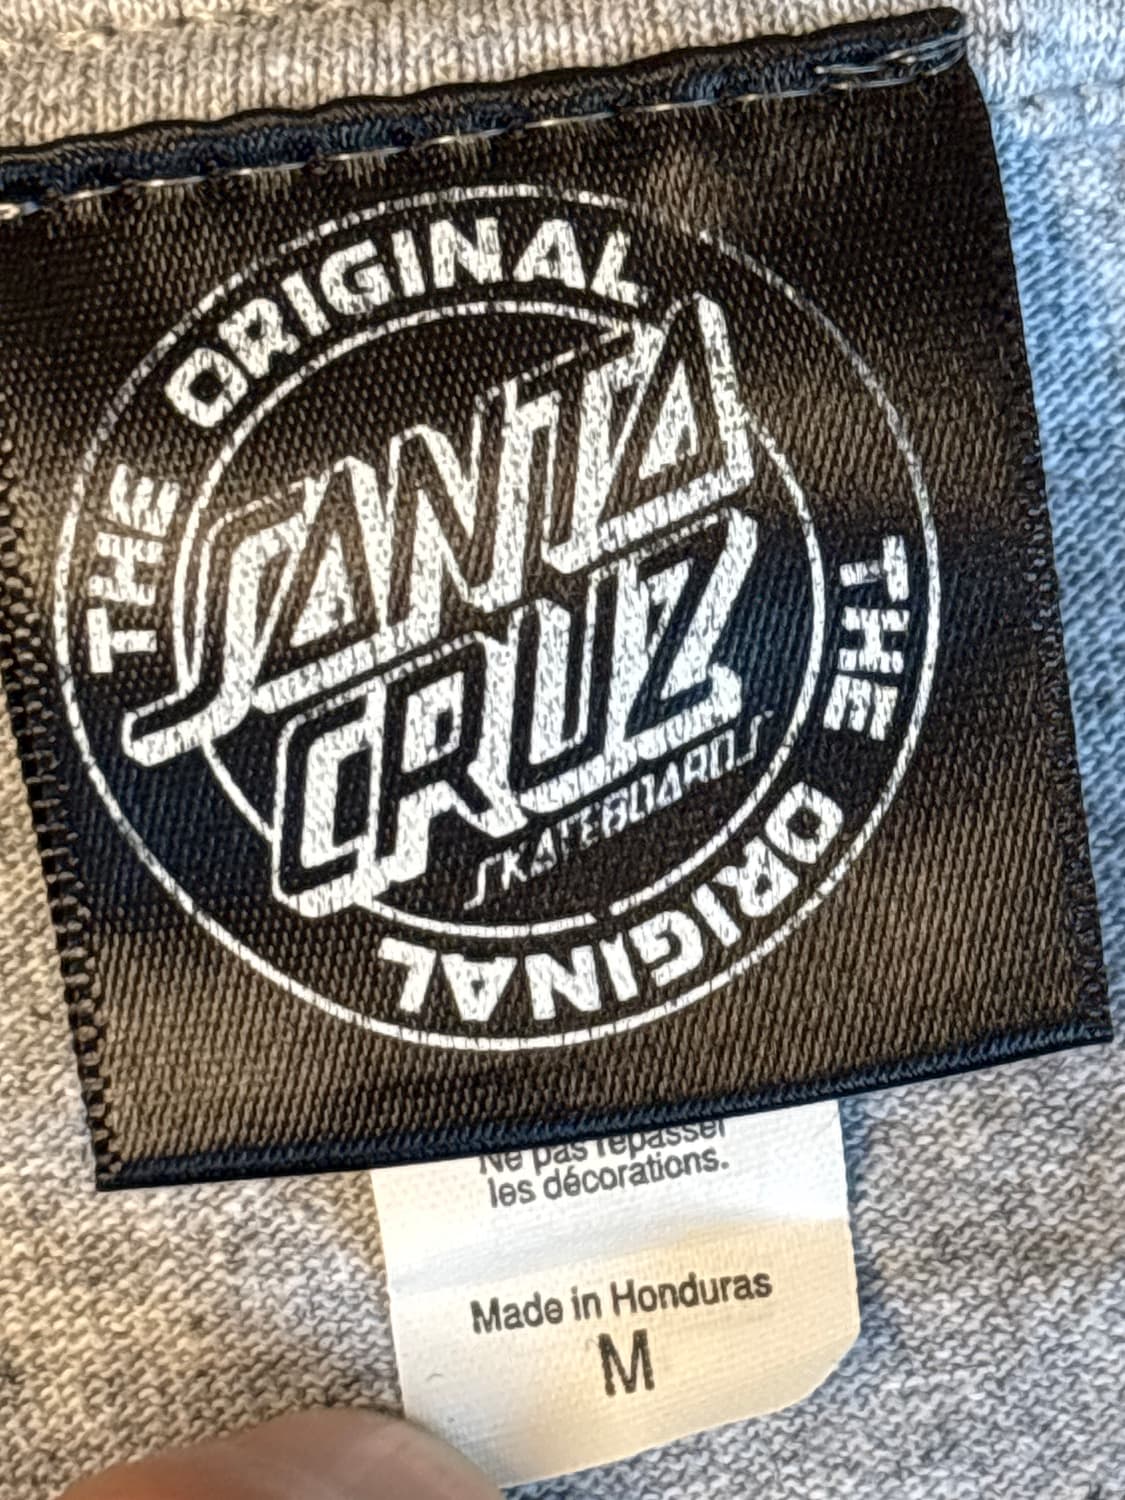 THE ORIGINAL
SANTA
CRUZ
SKATEBOARDS
THE ORIGINAL
Ne pas repasser
les décorations.
Made in Honduras
M